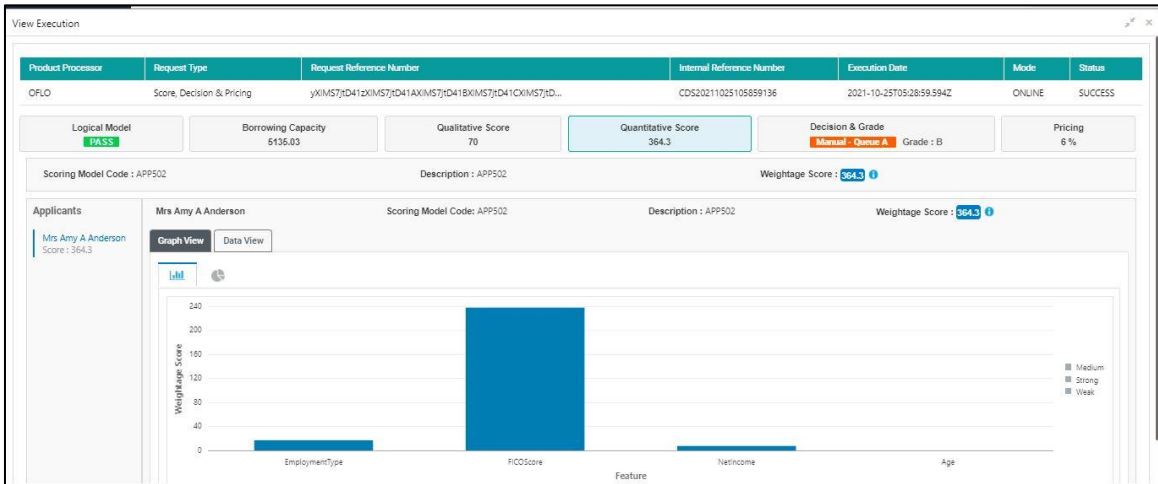 View Execution
Product Processor Request Type Request Reference Number Internal Reference Number Execution Date Mode Status
OFLO Score, Decision & Pricing yXIMS7jtD41zXIMS7jtD41AXIMS7jtD41BXIMS7jtD41CXIMS7jtD... CDS20211025105859136 2021-10-25T05:28:59.594Z ONLINE SUCCESS
Logical Model Borrowing Capacity Qualitative Score Quantitative Score Decision & Grade Pricing
PASS 5135.03 70 364.3 Manual - Queue A Grade : B 6 %
Scoring Model Code : APP502 Description : APP502 Weightage Score : 364.3
Applicants Mrs Amy A Anderson Scoring Model Code: APP502 Description : APP502 Weightage Score : 364.3
Mrs Amy A Anderson
Score : 364.3
Graph View Data View
240
200
160
120
80
40
0
Weightage Score
Medium
Strong
Weak
EmploymentType FICOScore NetIncome Age
Feature